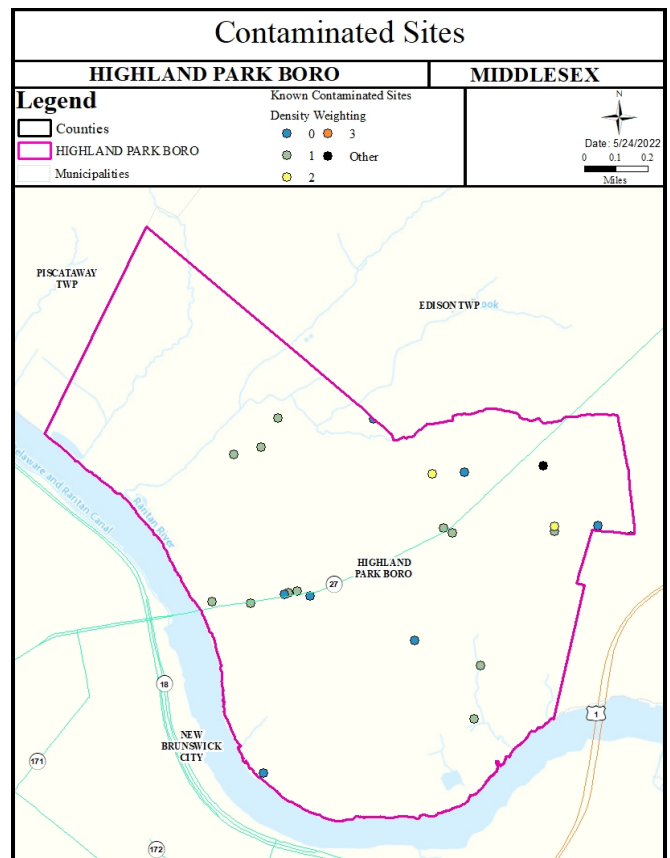 Contaminated Sites
HIGHLAND PARK BORO
MIDDLESEX
Legend
Counties
HIGHLAND PARK BORO
Municipalities
Known Contaminated Sites
Density Weighting
0 3
1 Other
2
N
Date: 5/24/2022
0 0.1 0.2
Miles
PISCATAWAY
TWP
EDISON TWP
Delaware and Raritan Canal
Raritan River
HIGHLAND
PARK BORO
27
18
NEW
BRUNSWICK
CITY
1
171
172